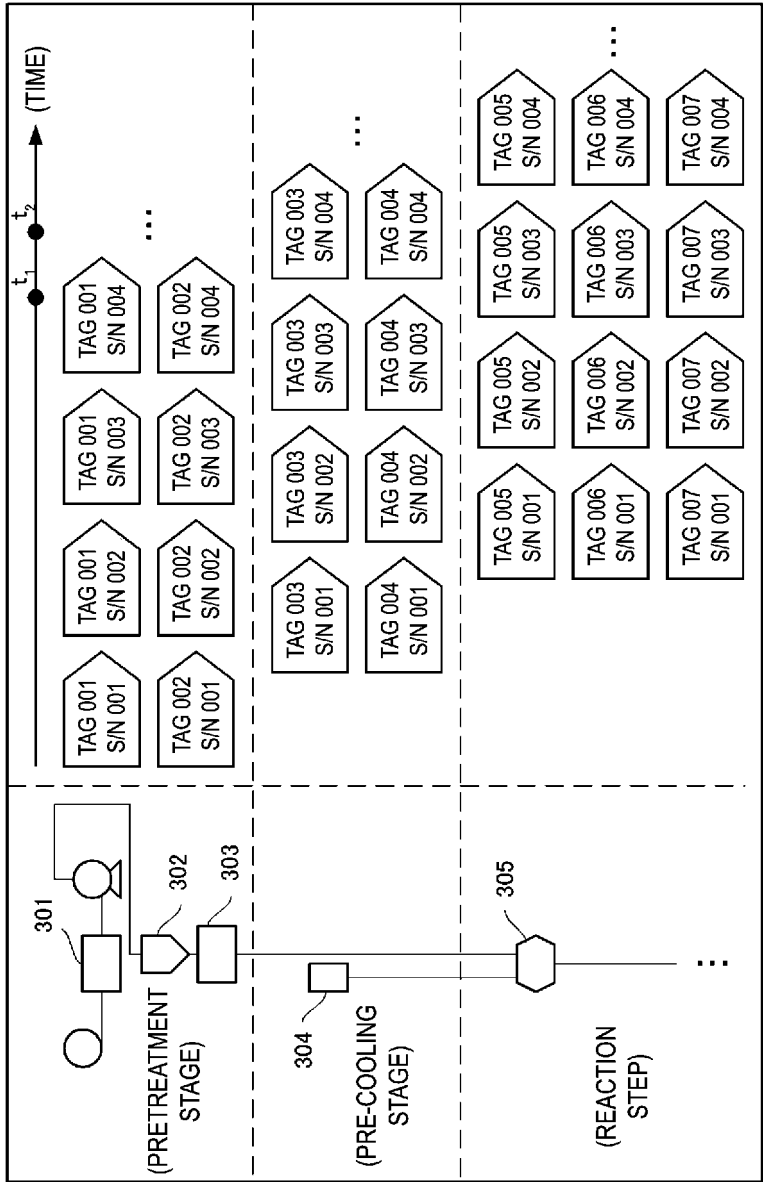 (TIME)
t1
t2
301
302
303
(PRETREATMENT
STAGE)
TAG 001
S/N 001
TAG 001
S/N 002
TAG 001
S/N 003
TAG 001
S/N 004
...
TAG 002
S/N 001
TAG 002
S/N 002
TAG 002
S/N 003
TAG 002
S/N 004
304
(PRE-COOLING
STAGE)
TAG 003
S/N 001
TAG 003
S/N 002
TAG 003
S/N 003
TAG 003
S/N 004
...
TAG 004
S/N 001
TAG 004
S/N 002
TAG 004
S/N 003
TAG 004
S/N 004
305
(REACTION
STEP)
...
TAG 005
S/N 001
TAG 005
S/N 002
TAG 005
S/N 003
TAG 005
S/N 004
...
TAG 006
S/N 001
TAG 006
S/N 002
TAG 006
S/N 003
TAG 006
S/N 004
TAG 007
S/N 001
TAG 007
S/N 002
TAG 007
S/N 003
TAG 007
S/N 004